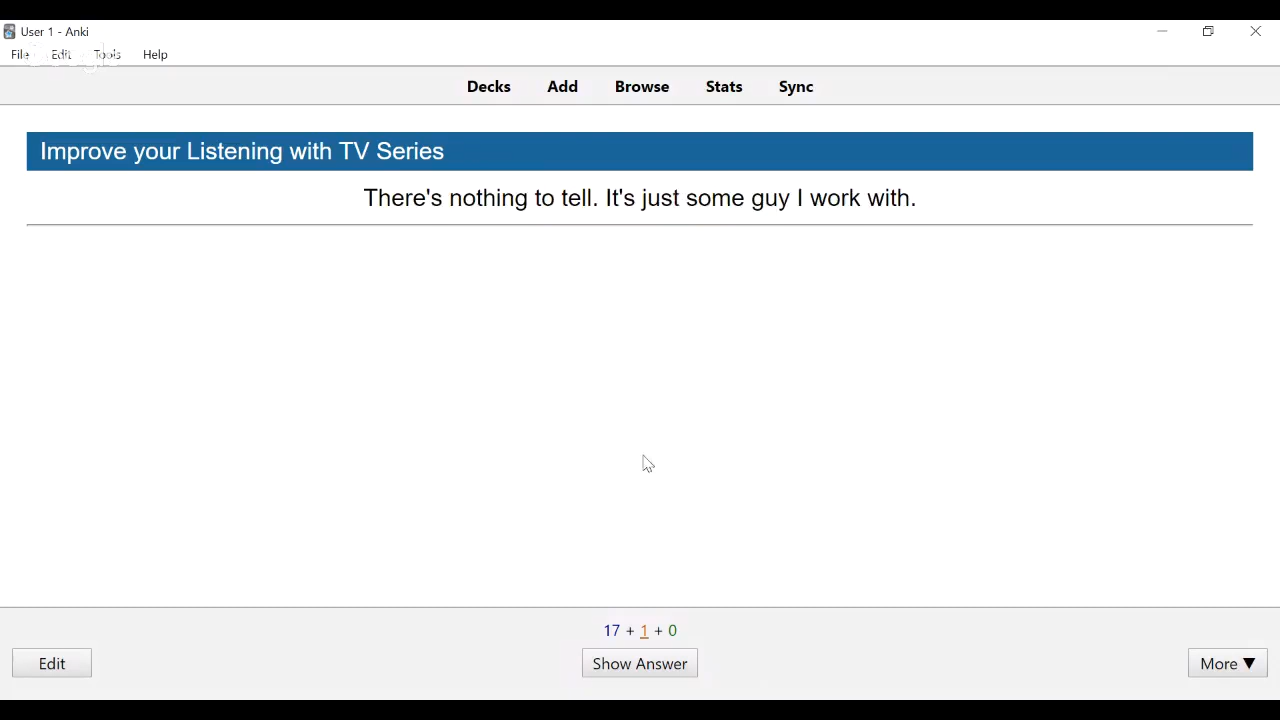 User 1 - Anki
File Edit Tools Help
Decks Add Browse Stats Sync
Improve your Listening with TV Series
There's nothing to tell. It's just some guy I work with.
17 + 1 + 0
Edit Show Answer More ▼